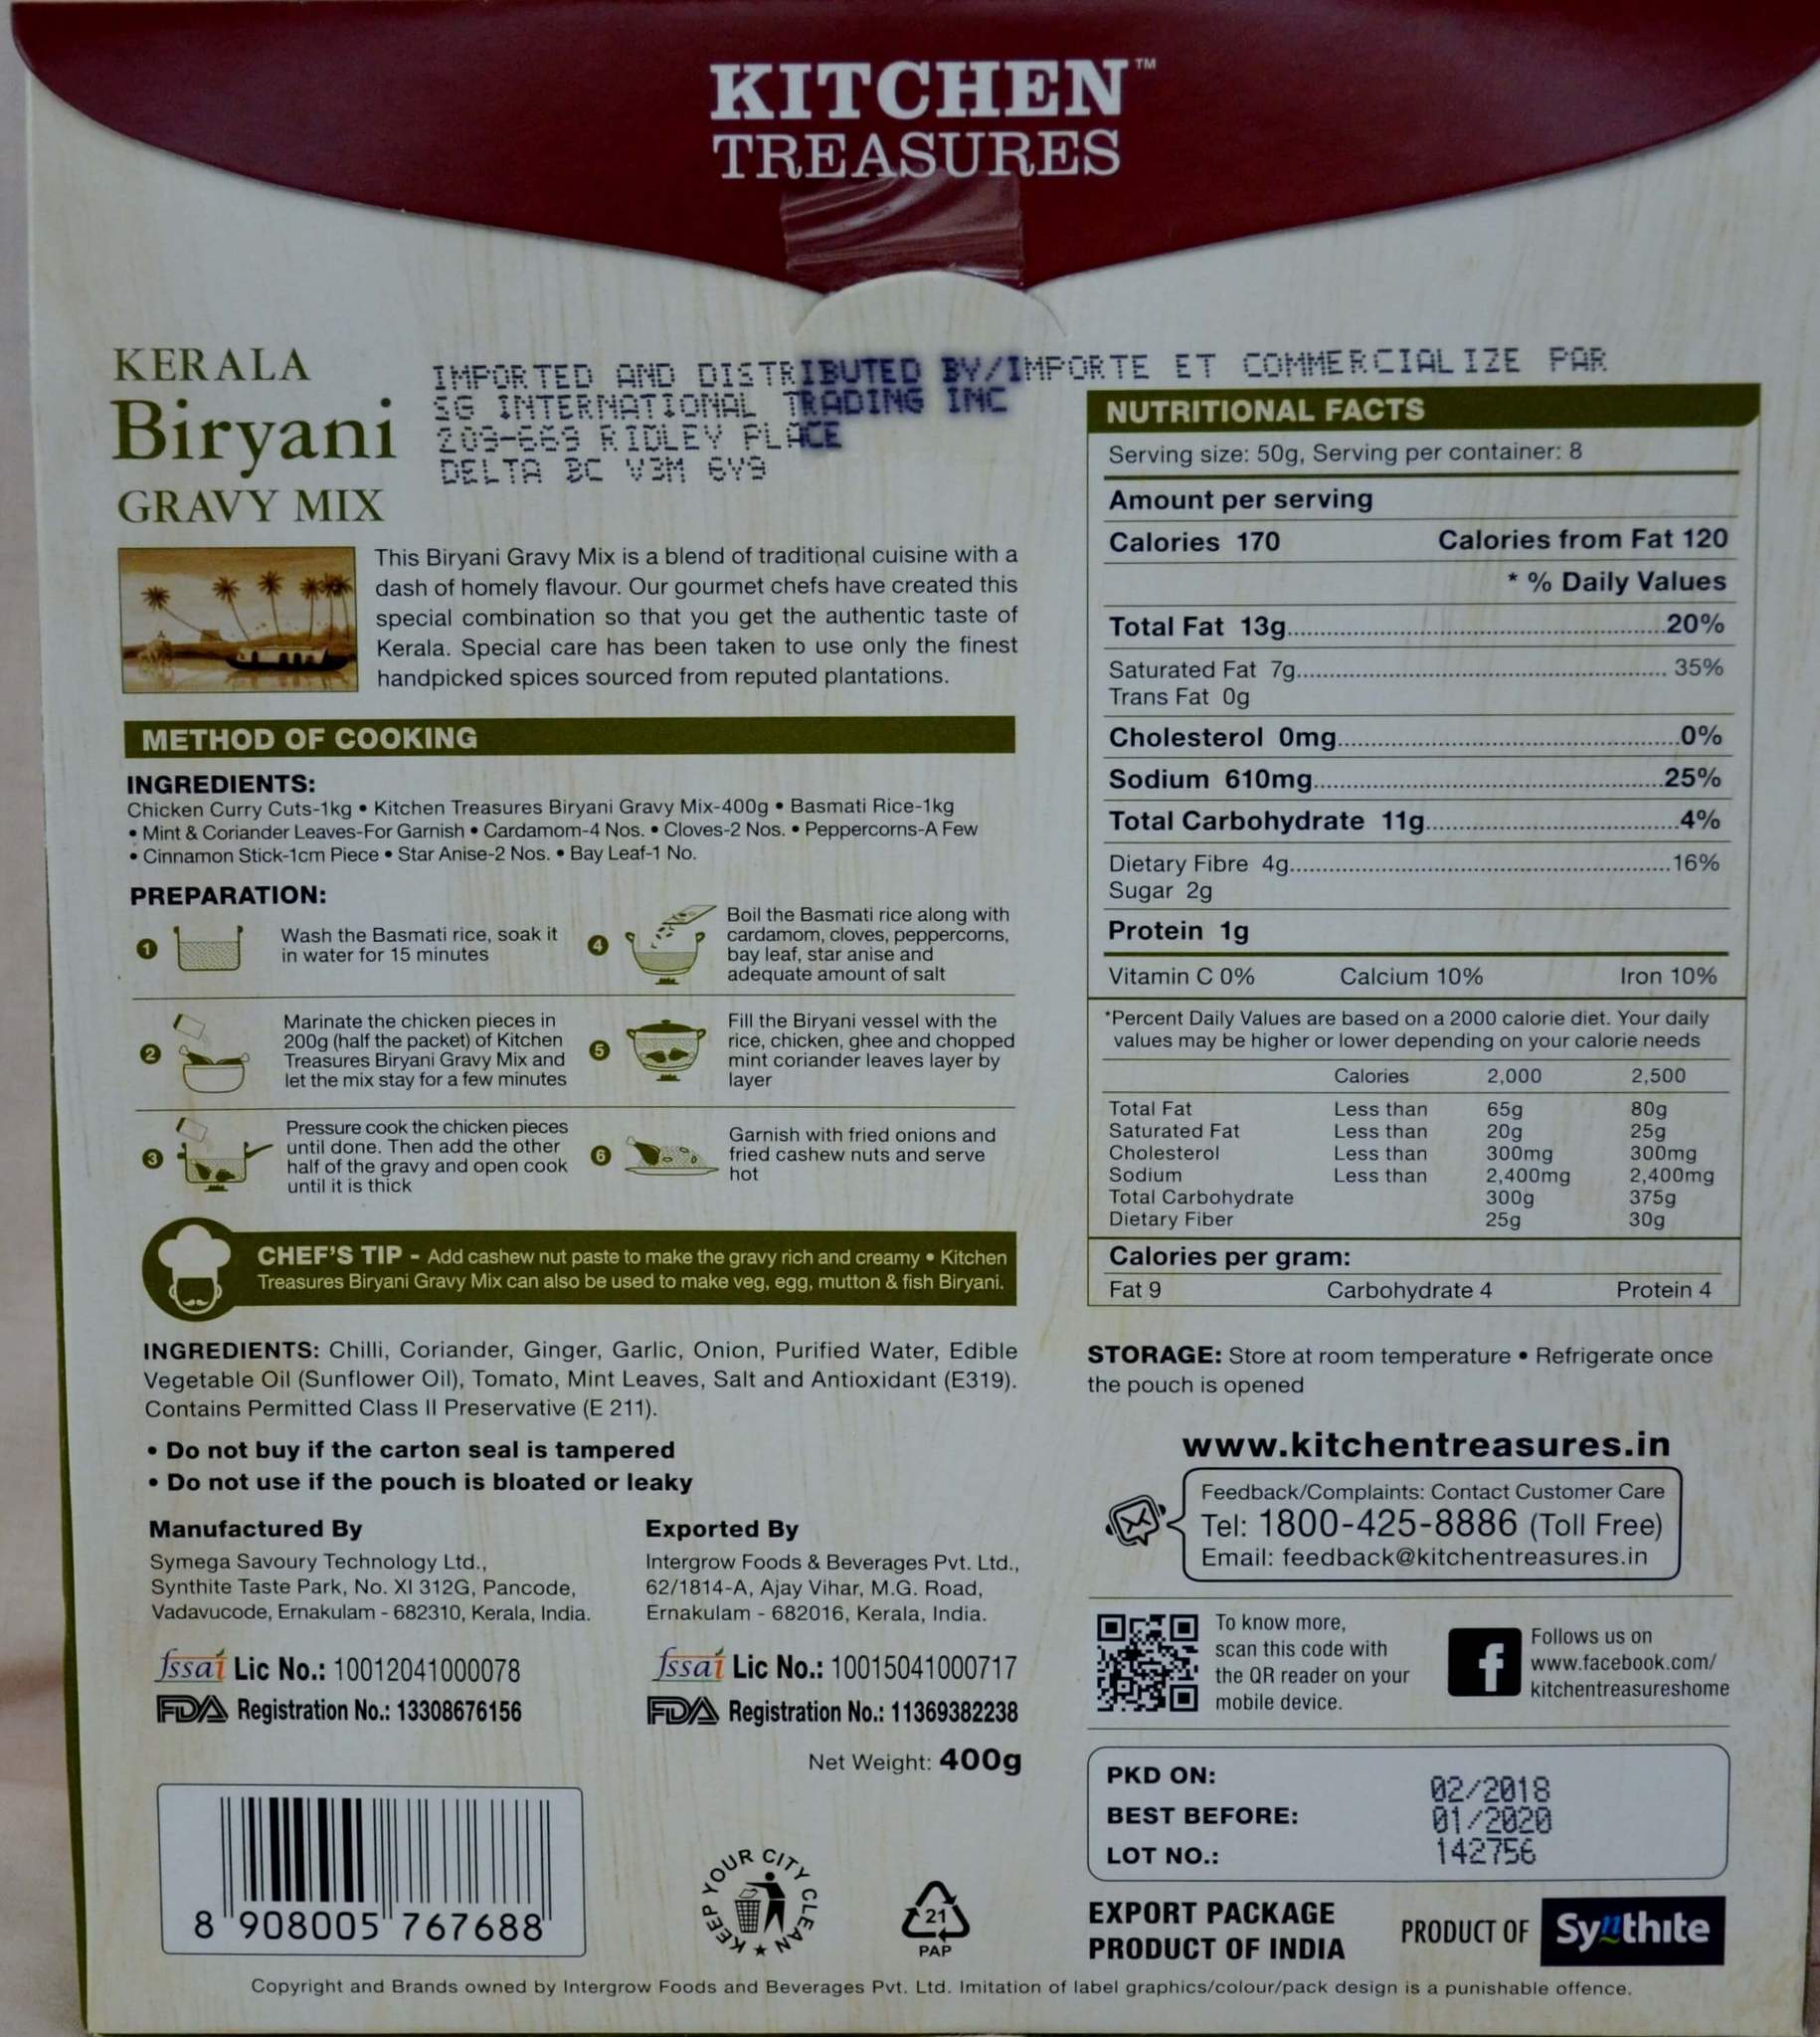 KITCHEN™
TREASURES
KERALA
Biryani
GRAVY MIX
IMPORTED AND DISTRIBUTED BY/IMPORTE ET COMMERCIALIZE PAR
SG INTERNATIONAL TRADING INC
209-669 RIDLEY PLACE
DELTA BC V3M 6Y9
This Biryani Gravy Mix is a blend of traditional cuisine with a
dash of homely flavour. Our gourmet chefs have created this
special combination so that you get the authentic taste of
Kerala. Special care has been taken to use only the finest
handpicked spices sourced from reputed plantations.
METHOD OF COOKING
INGREDIENTS:
Chicken Curry Cuts-1kg • Kitchen Treasures Biryani Gravy Mix-400g • Basmati Rice-1kg
• Mint & Coriander Leaves-For Garnish • Cardamom-4 Nos. • Cloves-2 Nos. • Peppercorns-A Few
• Cinnamon Stick-1cm Piece • Star Anise-2 Nos. • Bay Leaf-1 No.
PREPARATION:
1 Wash the Basmati rice, soak it
in water for 15 minutes
2 Marinate the chicken pieces in
200g (half the packet) of Kitchen
Treasures Biryani Gravy Mix and
let the mix stay for a few minutes
3 Pressure cook the chicken pieces
until done. Then add the other
half of the gravy and open cook
until it is thick
4 Boil the Basmati rice along with
cardamom, cloves, peppercorns,
bay leaf, star anise and
adequate amount of salt
5 Fill the Biryani vessel with the
rice, chicken, ghee and chopped
mint coriander leaves layer by
layer
6 Garnish with fried onions and
fried cashew nuts and serve
hot
CHEF'S TIP - Add cashew nut paste to make the gravy rich and creamy • Kitchen
Treasures Biryani Gravy Mix can also be used to make veg, egg, mutton & fish Biryani.
INGREDIENTS: Chilli, Coriander, Ginger, Garlic, Onion, Purified Water, Edible
Vegetable Oil (Sunflower Oil), Tomato, Mint Leaves, Salt and Antioxidant (E319).
Contains Permitted Class II Preservative (E 211).
• Do not buy if the carton seal is tampered
• Do not use if the pouch is bloated or leaky
Manufactured By
Symega Savoury Technology Ltd.,
Synthite Taste Park, No. XI 312G, Pancode,
Vadavucode, Ernakulam - 682310, Kerala, India.
fssai Lic No.: 10012041000078
FDA Registration No.: 13308676156
Exported By
Intergrow Foods & Beverages Pvt. Ltd.,
62/1814-A, Ajay Vihar, M.G. Road,
Ernakulam - 682016, Kerala, India.
fssai Lic No.: 10015041000717
FDA Registration No.: 11369382238
Net Weight: 400g
8 908005 767688
KEEP YOUR CITY CLEAN
21
PAP
NUTRITIONAL FACTS
Serving size: 50g, Serving per container: 8
Amount per serving
Calories 170 Calories from Fat 120
* % Daily Values
Total Fat 13g 20%
Saturated Fat 7g 35%
Trans Fat 0g
Cholesterol 0mg 0%
Sodium 610mg 25%
Total Carbohydrate 11g 4%
Dietary Fibre 4g 16%
Sugar 2g
Protein 1g
Vitamin C 0% Calcium 10% Iron 10%
*Percent Daily Values are based on a 2000 calorie diet. Your daily
values may be higher or lower depending on your calorie needs
Calories 2,000 2,500
Total Fat Less than 65g 80g
Saturated Fat Less than 20g 25g
Cholesterol Less than 300mg 300mg
Sodium Less than 2,400mg 2,400mg
Total Carbohydrate 300g 375g
Dietary Fiber 25g 30g
Calories per gram:
Fat 9 Carbohydrate 4 Protein 4
STORAGE: Store at room temperature • Refrigerate once
the pouch is opened
www.kitchentreasures.in
Feedback/Complaints: Contact Customer Care
Tel: 1800-425-8886 (Toll Free)
Email: feedback@kitchentreasures.in
To know more,
scan this code with
the QR reader on your
mobile device.
f
Follows us on
www.facebook.com/
kitchentreasureshome
PKD ON: 02/2018
BEST BEFORE: 01/2020
LOT NO.: 142756
EXPORT PACKAGE
PRODUCT OF INDIA
PRODUCT OF Synthite
Copyright and Brands owned by Intergrow Foods and Beverages Pvt. Ltd. Imitation of label graphics/colour/pack design is a punishable offence.